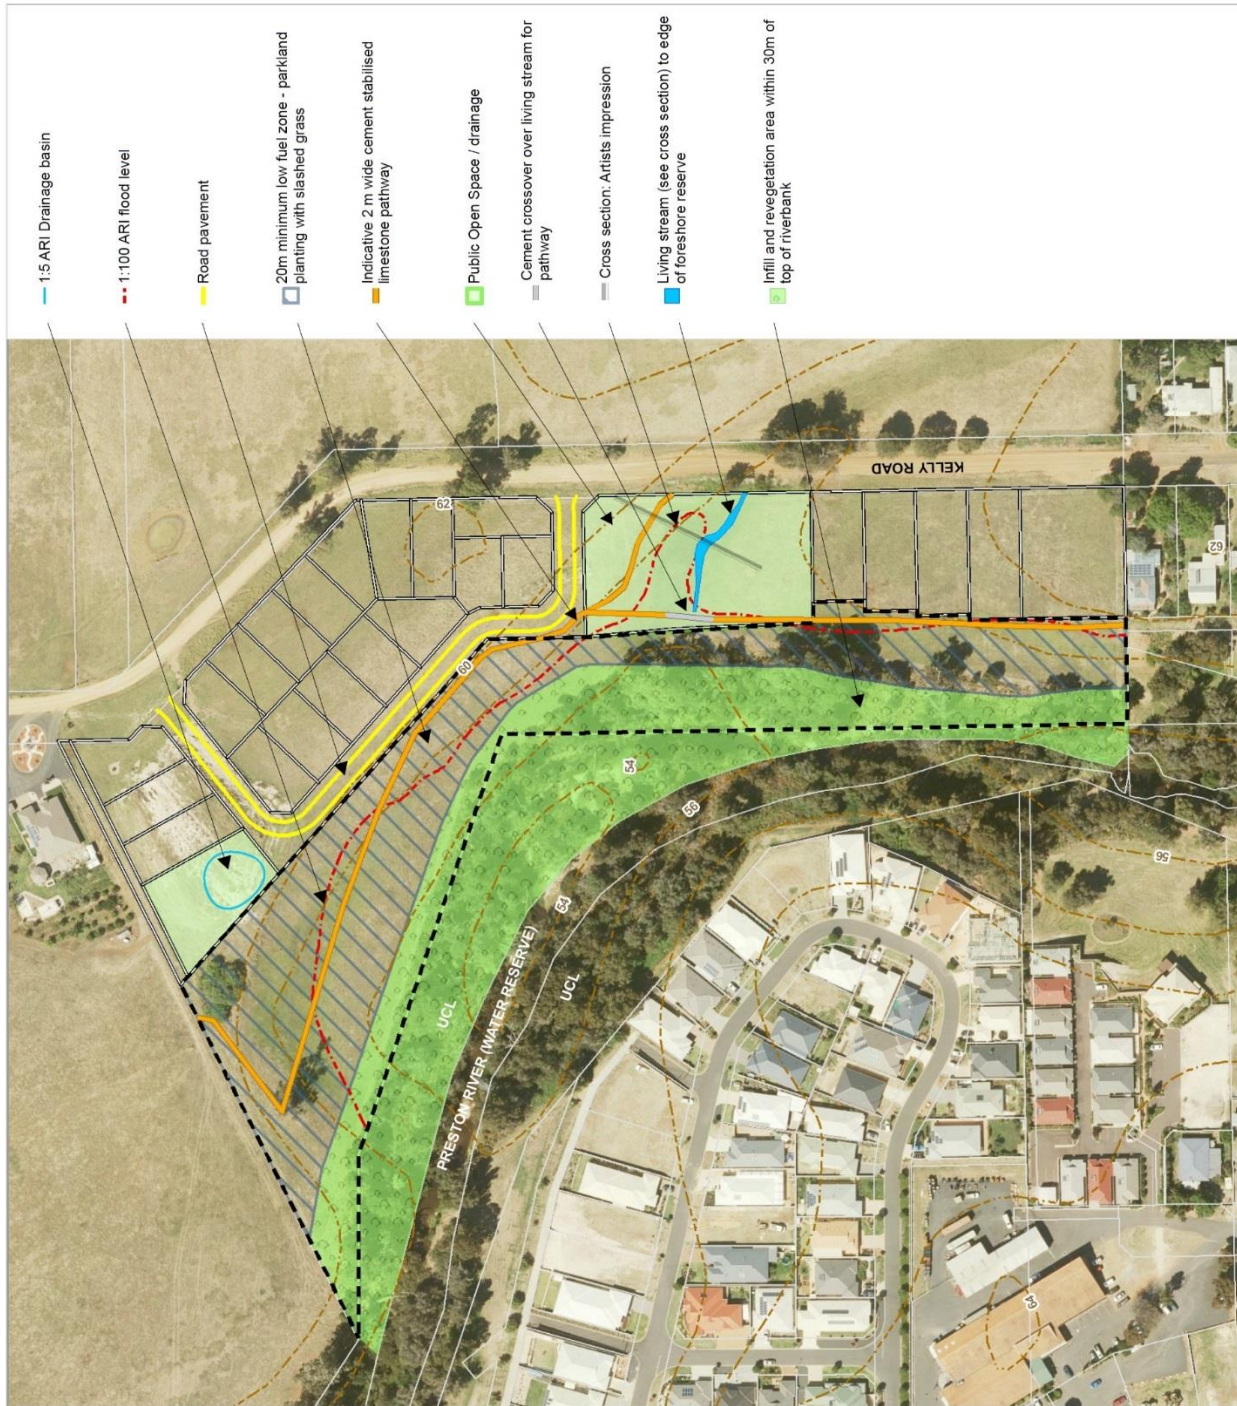 1:5 ARI Drainage basin
1:100 ARI flood level
Road pavement
20m minimum low fuel zone - parkland
planting with slashed grass
Indicative 2 m wide cement stabilised
limestone pathway
Public Open Space / drainage
Cement crossover over living stream for
pathway
Cross section: Artists impression
Living stream (see cross section) to edge
of foreshore reserve
Infill and revegetation area within 30m of
top of riverbank
KELLY ROAD
62
62
60
54
56
54
56
64
UCL
PRESTON RIVER (WATER RESERVE)
UCL